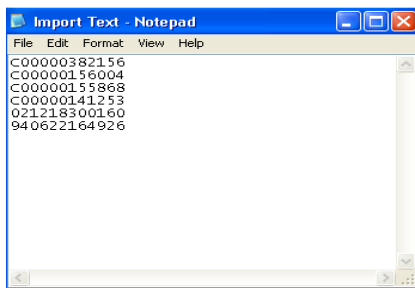 Import Text - Notepad
File Edit Format View Help
C00000382156
C00000156004
C00000155868
C00000141253
021218300160
940622164926